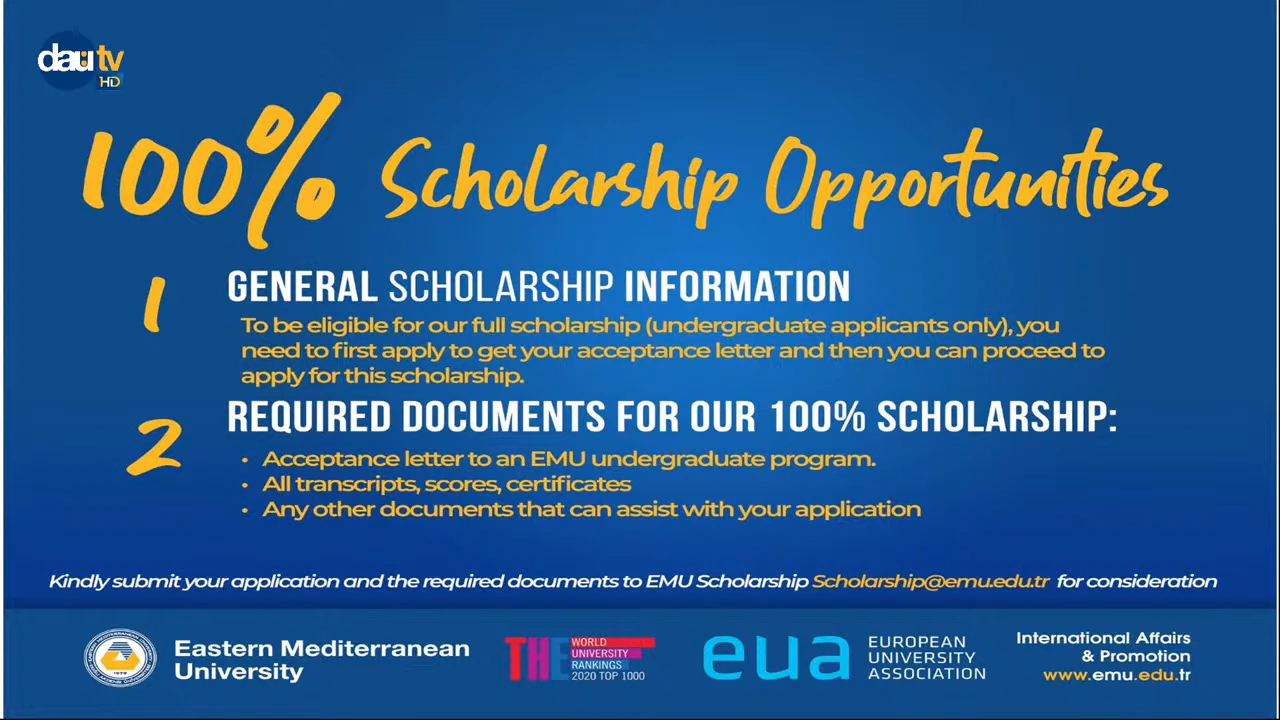 daü tv
HD
100% Scholarship Opportunities
1
GENERAL SCHOLARSHIP INFORMATION
To be eligible for our full scholarship (undergraduate applicants only), you
need to first apply to get your acceptance letter and then you can proceed to
apply for this scholarship.
2
REQUIRED DOCUMENTS FOR OUR 100% SCHOLARSHIP:
• Acceptance letter to an EMU undergraduate program.
• All transcripts, scores, certificates
• Any other documents that can assist with your application
Kindly submit your application and the required documents to EMU Scholarship Scholarship@emu.edu.tr for consideration
Eastern Mediterranean
University
THE
WORLD
UNIVERSITY
RANKINGS
2020 TOP 1000
eua
EUROPEAN
UNIVERSITY
ASSOCIATION
International Affairs
& Promotion
www.emu.edu.tr